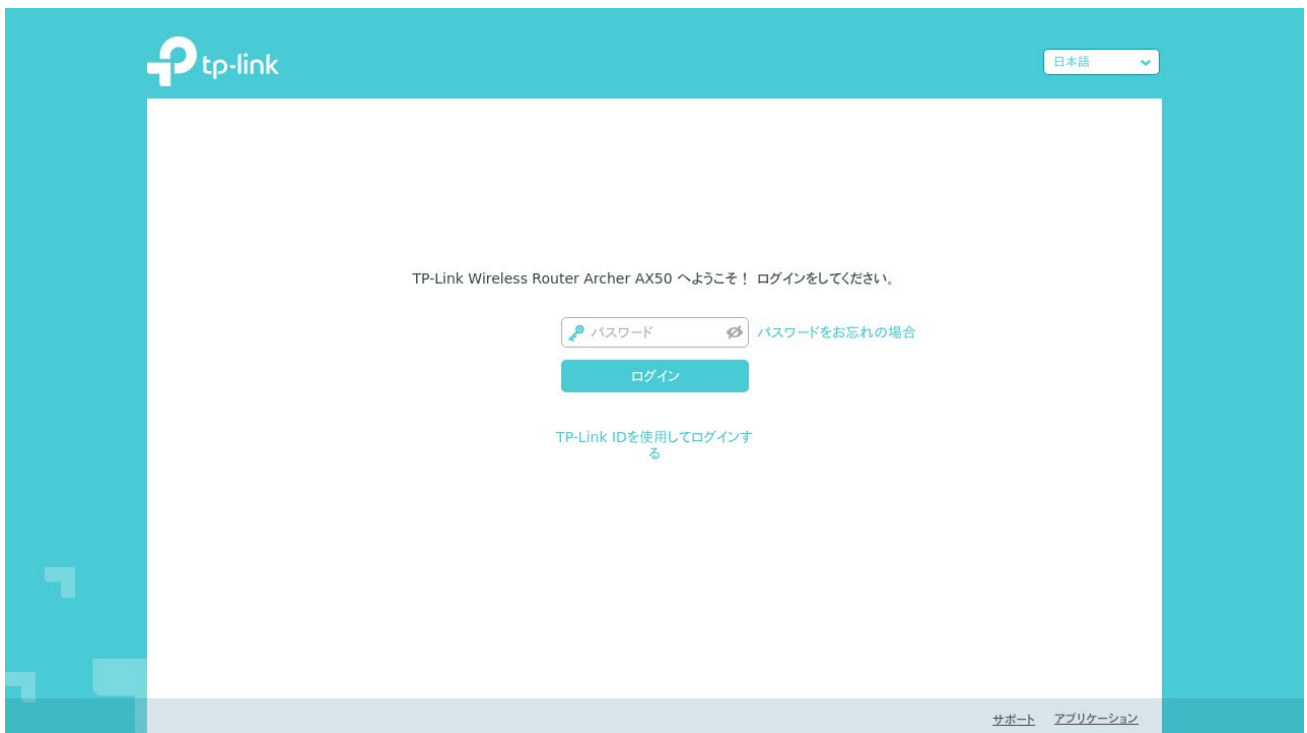 tp-link
日本語
TP-Link Wireless Router Archer AX50 へようこそ！ ログインをしてください。
パスワード
パスワードをお忘れの場合
ログイン
TP-Link IDを使用してログインす
る
サポート
アプリケーション